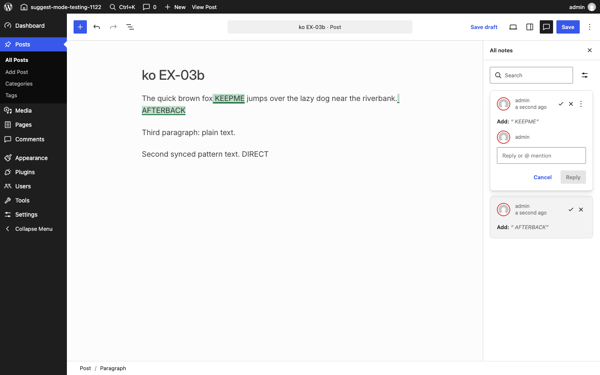 suggest-mode-testing-1122 Ctrl+K 0 New View Post admin
Dashboard
Posts
All Posts
Add Post
Categories
Tags
Media
Pages
Comments
Appearance
Plugins
Users
Tools
Settings
Collapse Menu
ko EX-03b · Post
Save draft
Save
ko EX-03b
The quick brown fox KEEPME jumps over the lazy dog near the riverbank.
AFTERBACK
Third paragraph: plain text.
Second synced pattern text. DIRECT
All notes
Search
admin
a second ago
Add: " KEEPME"
admin
Reply or @ mention
Cancel Reply
admin
a second ago
Add: " AFTERBACK"
Post / Paragraph